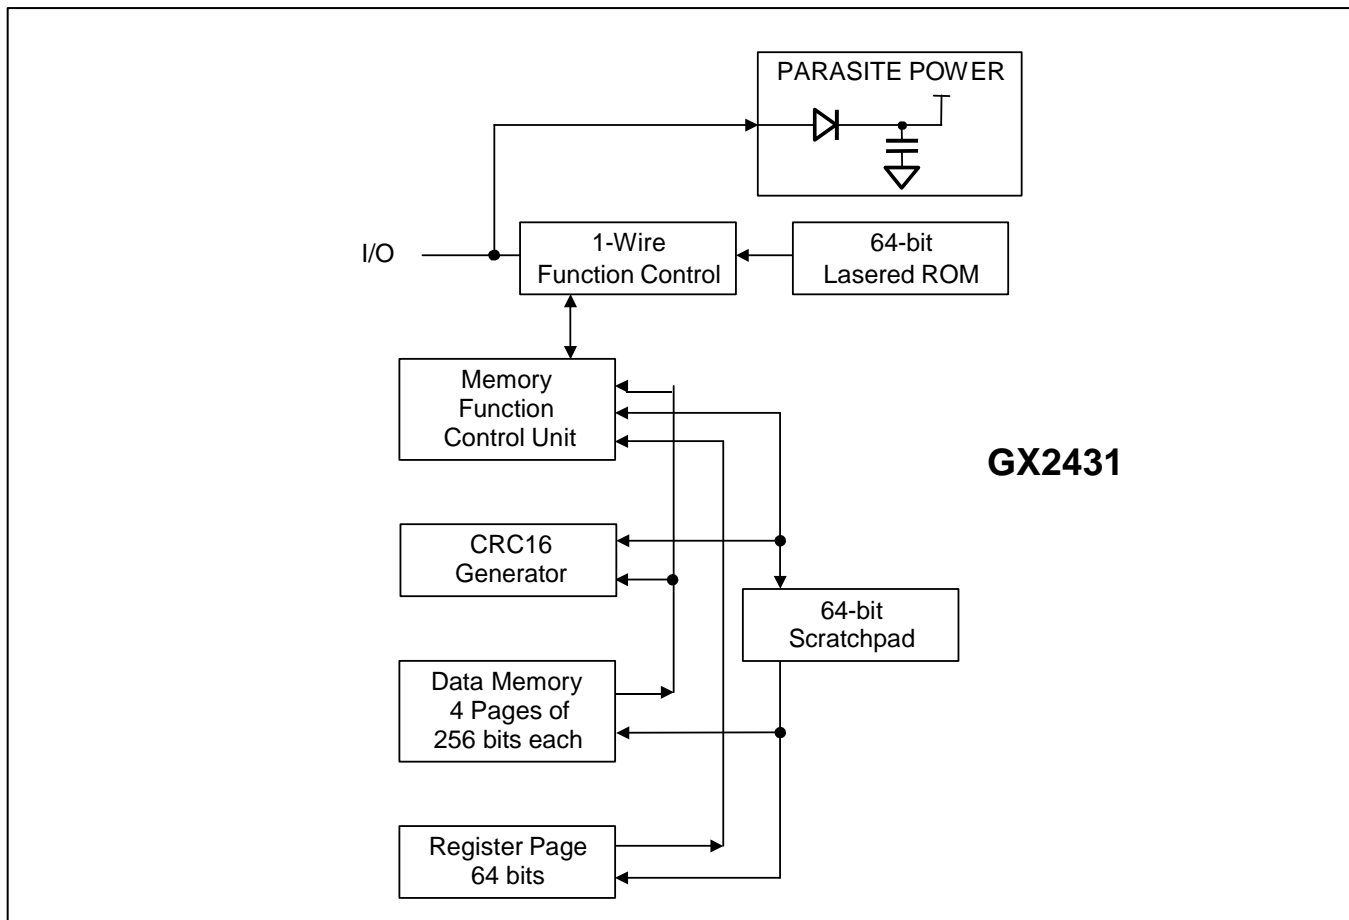 PARASITE POWER
I/O
1-Wire
Function Control
64-bit
Lasered ROM
Memory
Function
Control Unit
GX2431
CRC16
Generator
64-bit
Scratchpad
Data Memory
4 Pages of
256 bits each
Register Page
64 bits